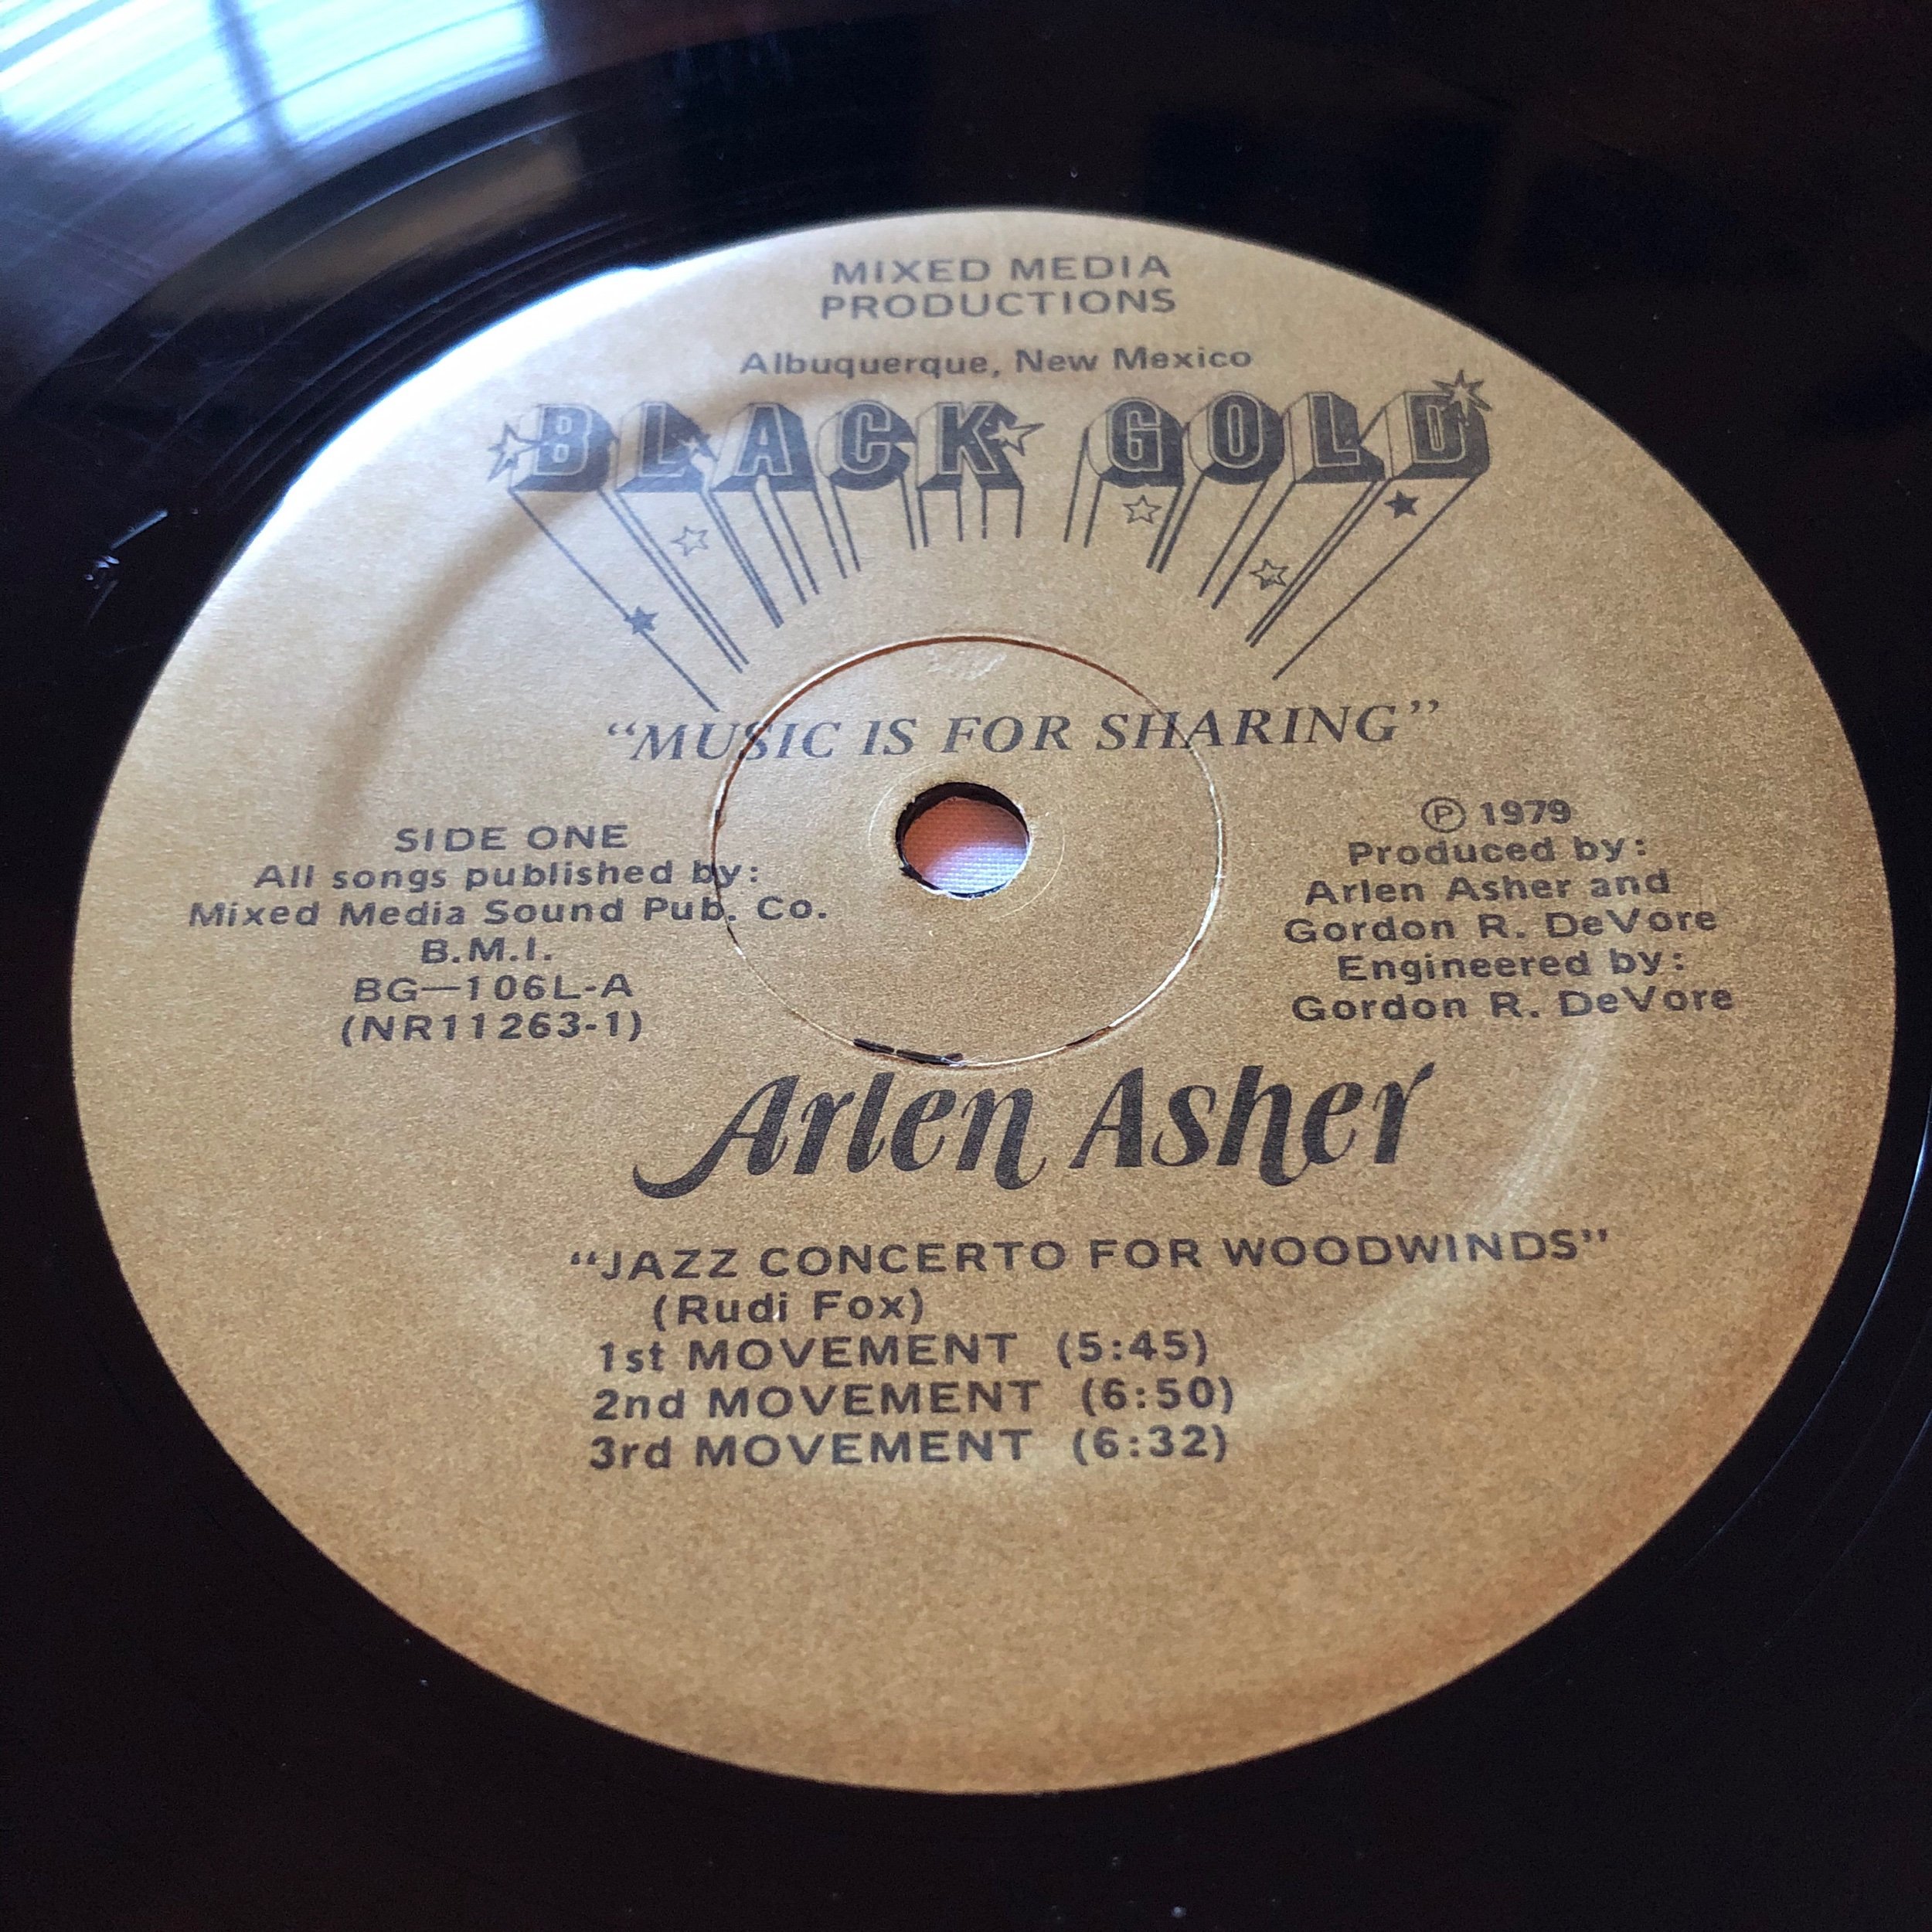 MIXED MEDIA
PRODUCTIONS
Albuquerque, New Mexico
BLACK GOLD
“MUSIC IS FOR SHARING”
SIDE ONE
All songs published by:
Mixed Media Sound Pub. Co.
B.M.I.
BG—106L-A
(NR11263-1)
Ⓟ 1979
Produced by:
Arlen Asher and
Gordon R. DeVore
Engineered by:
Gordon R. DeVore
Arlen Asher
“JAZZ CONCERTO FOR WOODWINDS”
(Rudi Fox)
1st MOVEMENT (5:45)
2nd MOVEMENT (6:50)
3rd MOVEMENT (6:32)